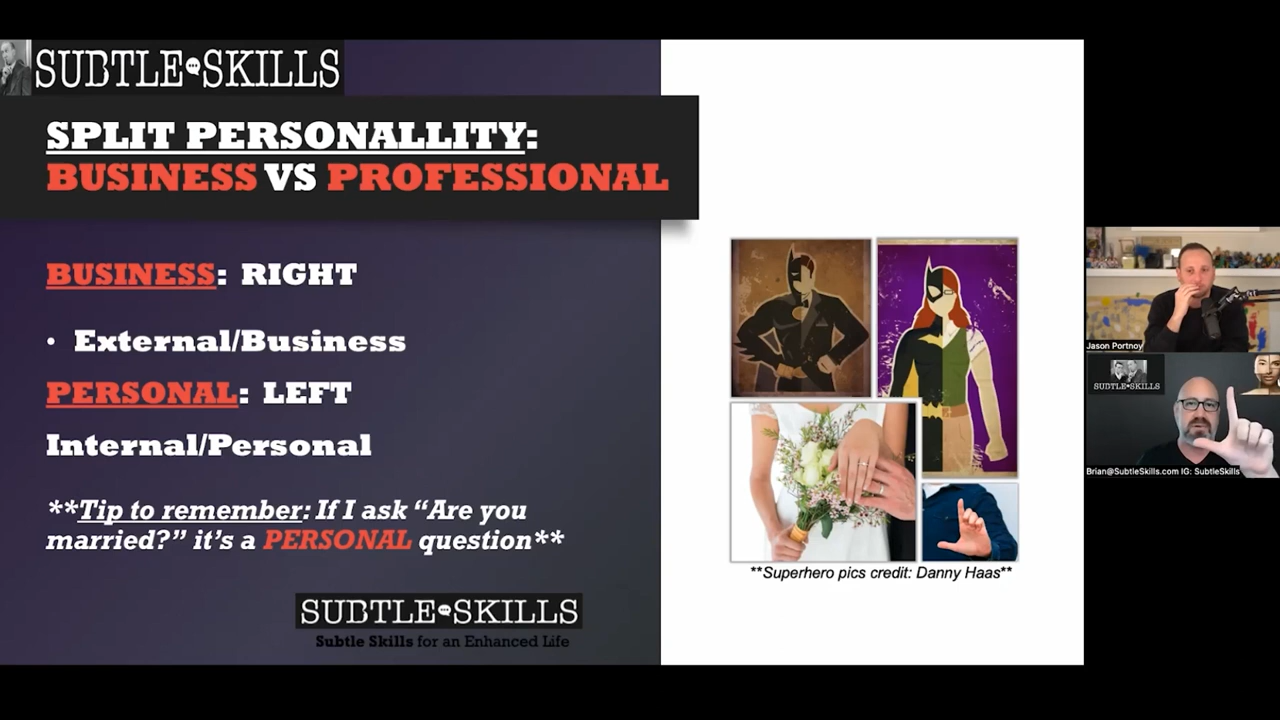 SUBTLE SKILLS
SPLIT PERSONALLITY:
BUSINESS VS PROFESSIONAL
BUSINESS: RIGHT
• External/Business
PERSONAL: LEFT
Internal/Personal
**Tip to remember: If I ask “Are you
married?” it’s a PERSONAL question**
SUBTLE SKILLS
Subtle Skills for an Enhanced Life
**Superhero pics credit: Danny Haas**
Jason Portnoy
SUBTLE SKILLS
Brian@SubtleSkills.com IG: SubtleSkills